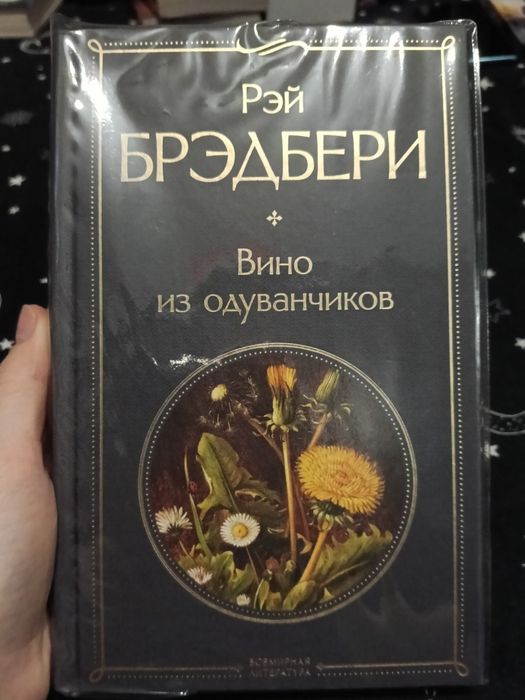 Рэй
БРЭДБЕРИ
Вино
из одуванчиков
ВСЕМИРНАЯ
ЛИТЕРАТУРА